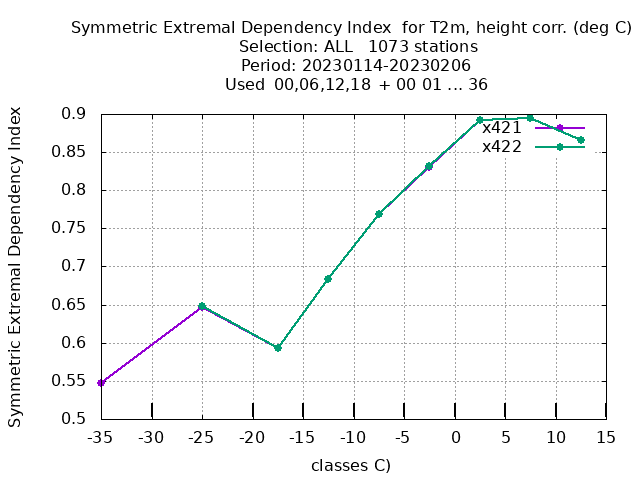 Symmetric Extremal Dependency Index for T2m, height corr. (deg C)
Selection: ALL 1073 stations
Period: 20230114-20230206
Used 00,06,12,18 + 00 01 ... 36
Symmetric Extremal Dependency Index
0.9
0.85
0.8
0.75
0.7
0.65
0.6
0.55
0.5
x421
x422
-35 -30 -25 -20 -15 -10 -5 0 5 10 15
classes C)